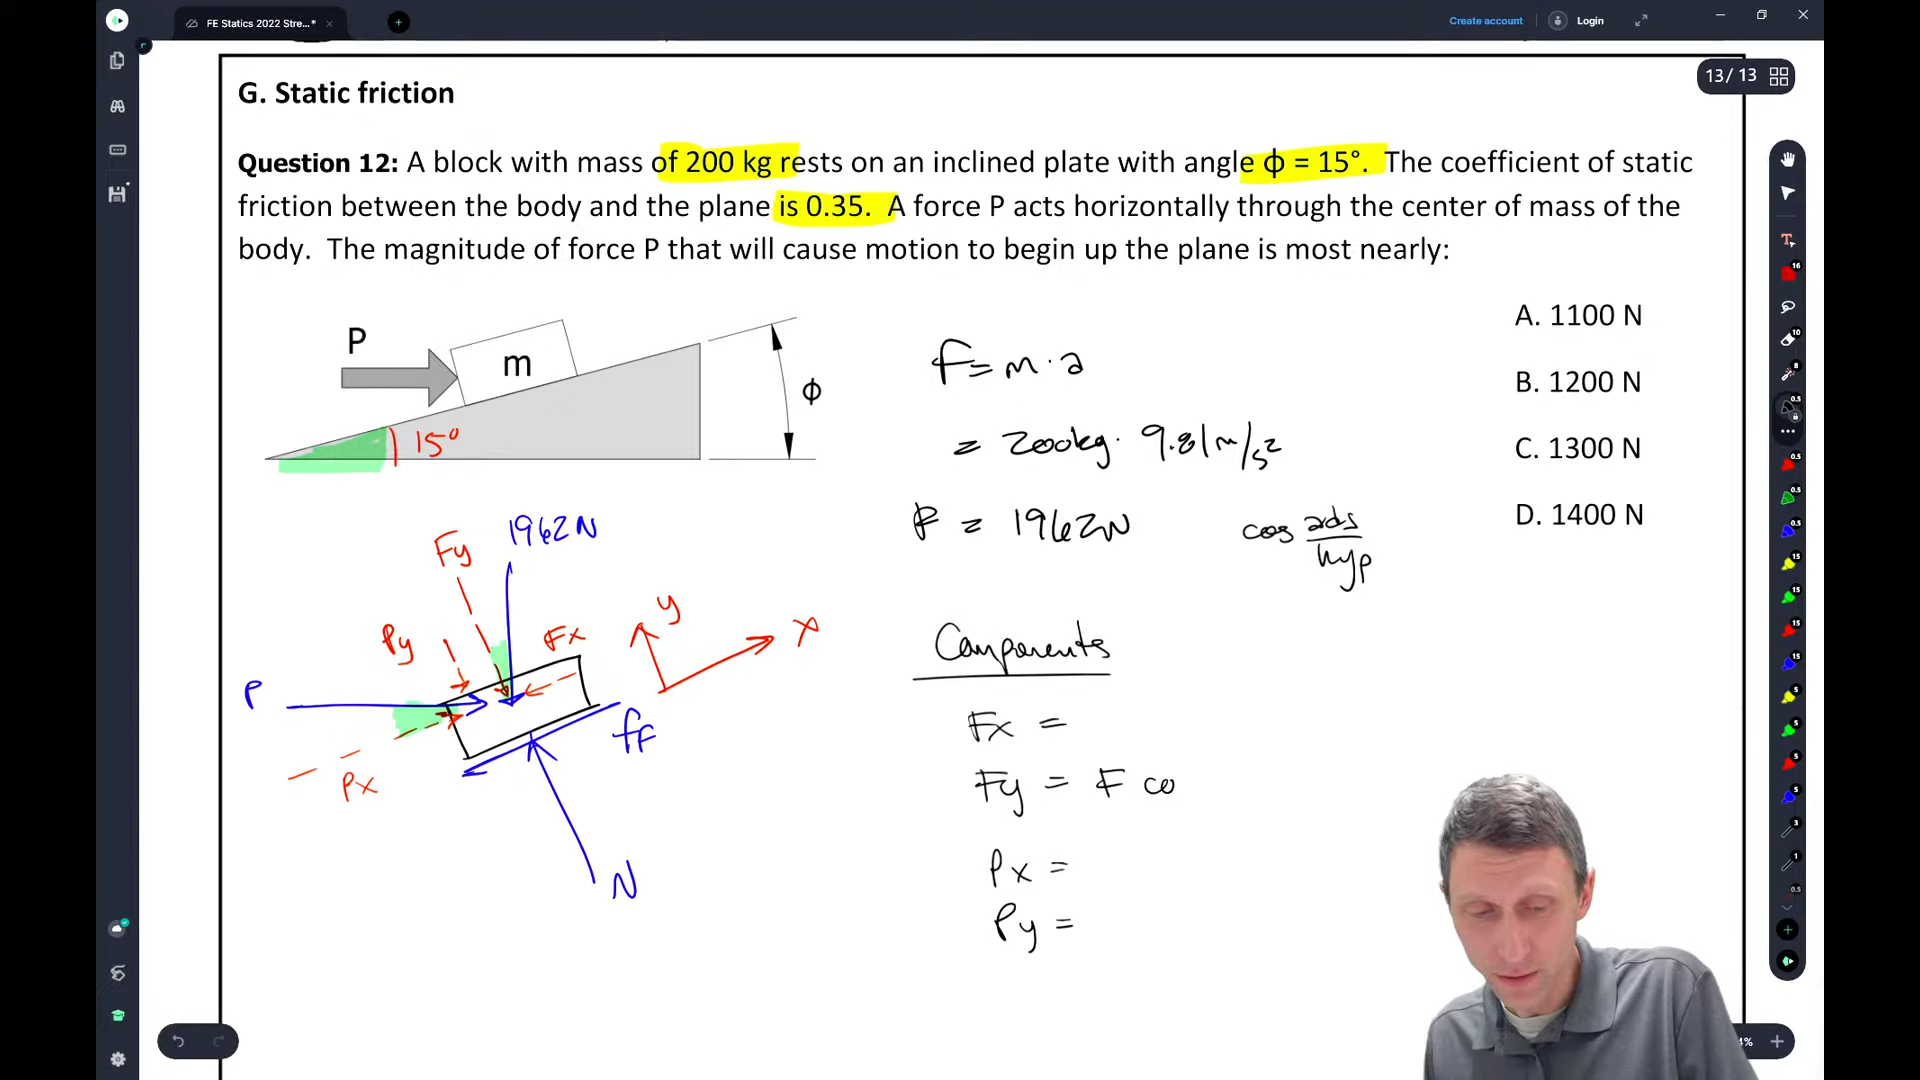 FE Statics 2022 Stre...*
Create account
Login
13/ 13
G. Static friction
Question 12: A block with mass of 200 kg rests on an inclined plate with angle ϕ = 15°. The coefficient of static
friction between the body and the plane is 0.35. A force P acts horizontally through the center of mass of the
body. The magnitude of force P that will cause motion to begin up the plane is most nearly:
A. 1100 N
B. 1200 N
C. 1300 N
D. 1400 N
P
m
ϕ
15°
F = m · a
= 200kg · 9.81 m/s²
F = 1962N
cos adj
hyp
1962N
Fy
Py
Fx
y
x
P
Px
fF
N
Components
Fx =
Fy = F co
Px =
Py =